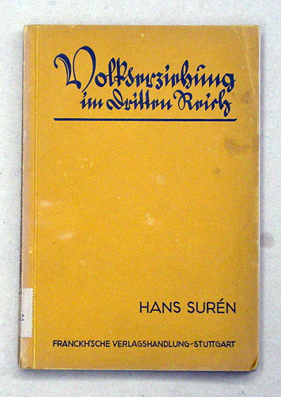 Volkserziehung
im Dritten Reich
HANS SURÉN
FRANCKH'SCHE VERLAGSHANDLUNG-STUTTGART